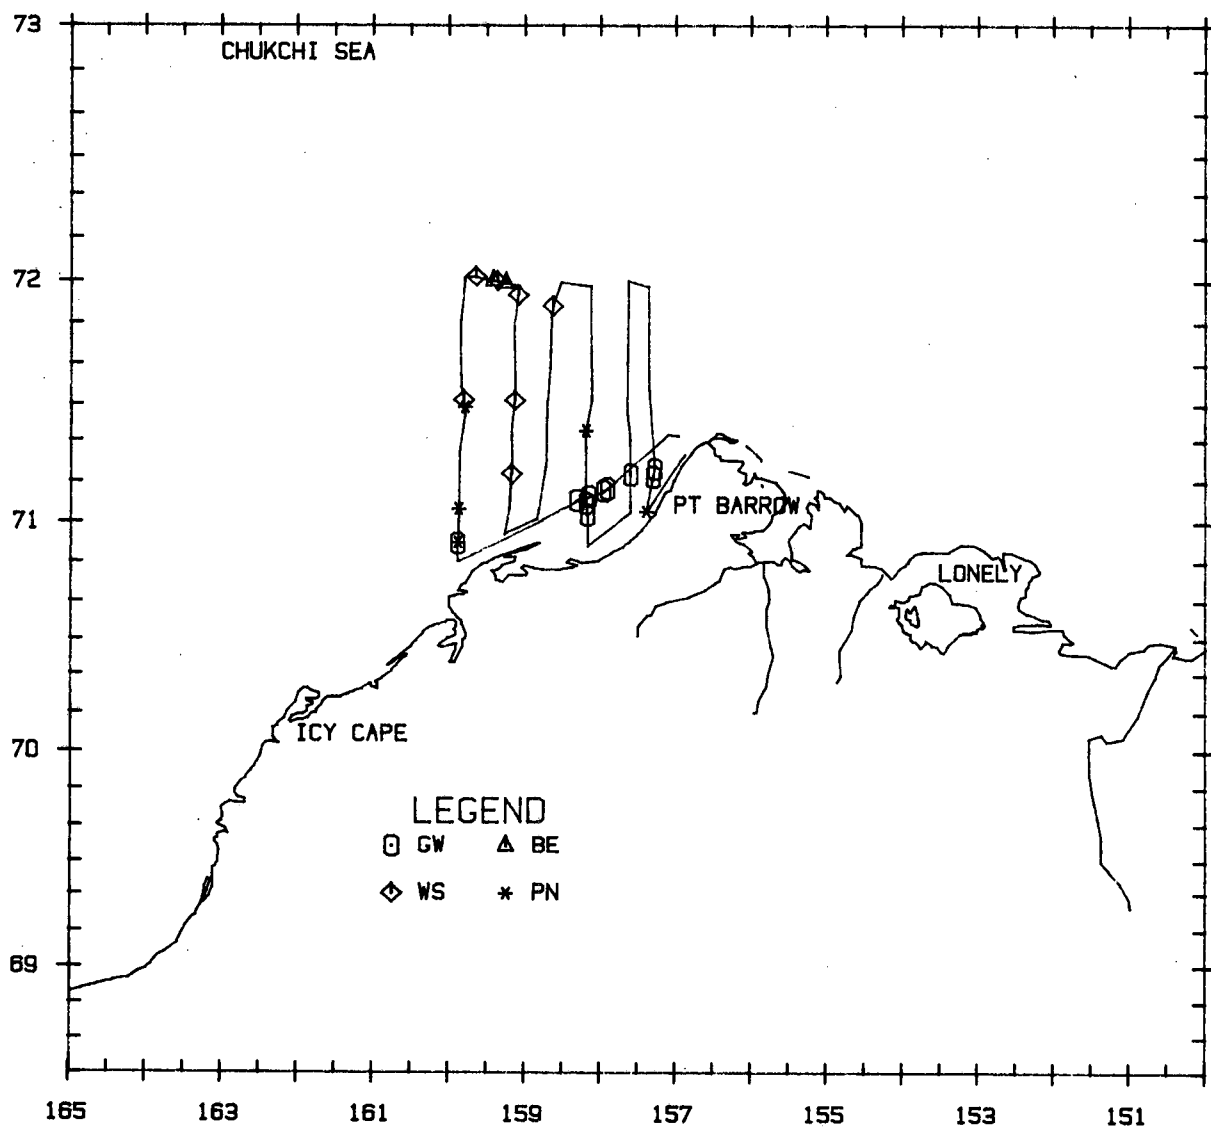 73
CHUKCHI SEA
72
71
PT BARROW
LONELY
ICY CAPE
70
LEGEND
GW BE
WS PN
69
165 163 161 159 157 155 153 151